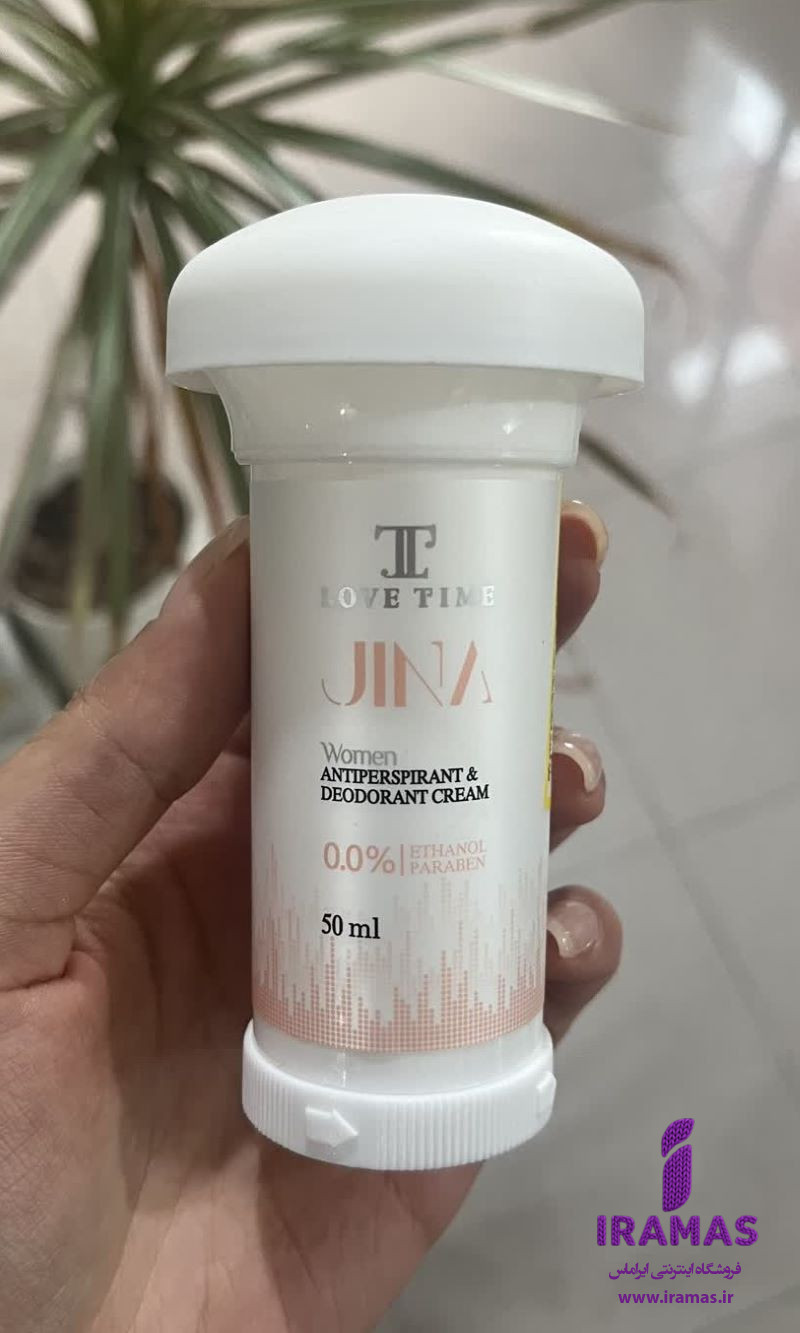 LOVE TIME
JINA
Women
ANTIPERSPIRANT &
DEODORANT CREAM
0.0% | ETHANOL
PARABEN
50 ml
IRAMAS
فروشگاه اینترنتی ایراماس
www.iramas.ir